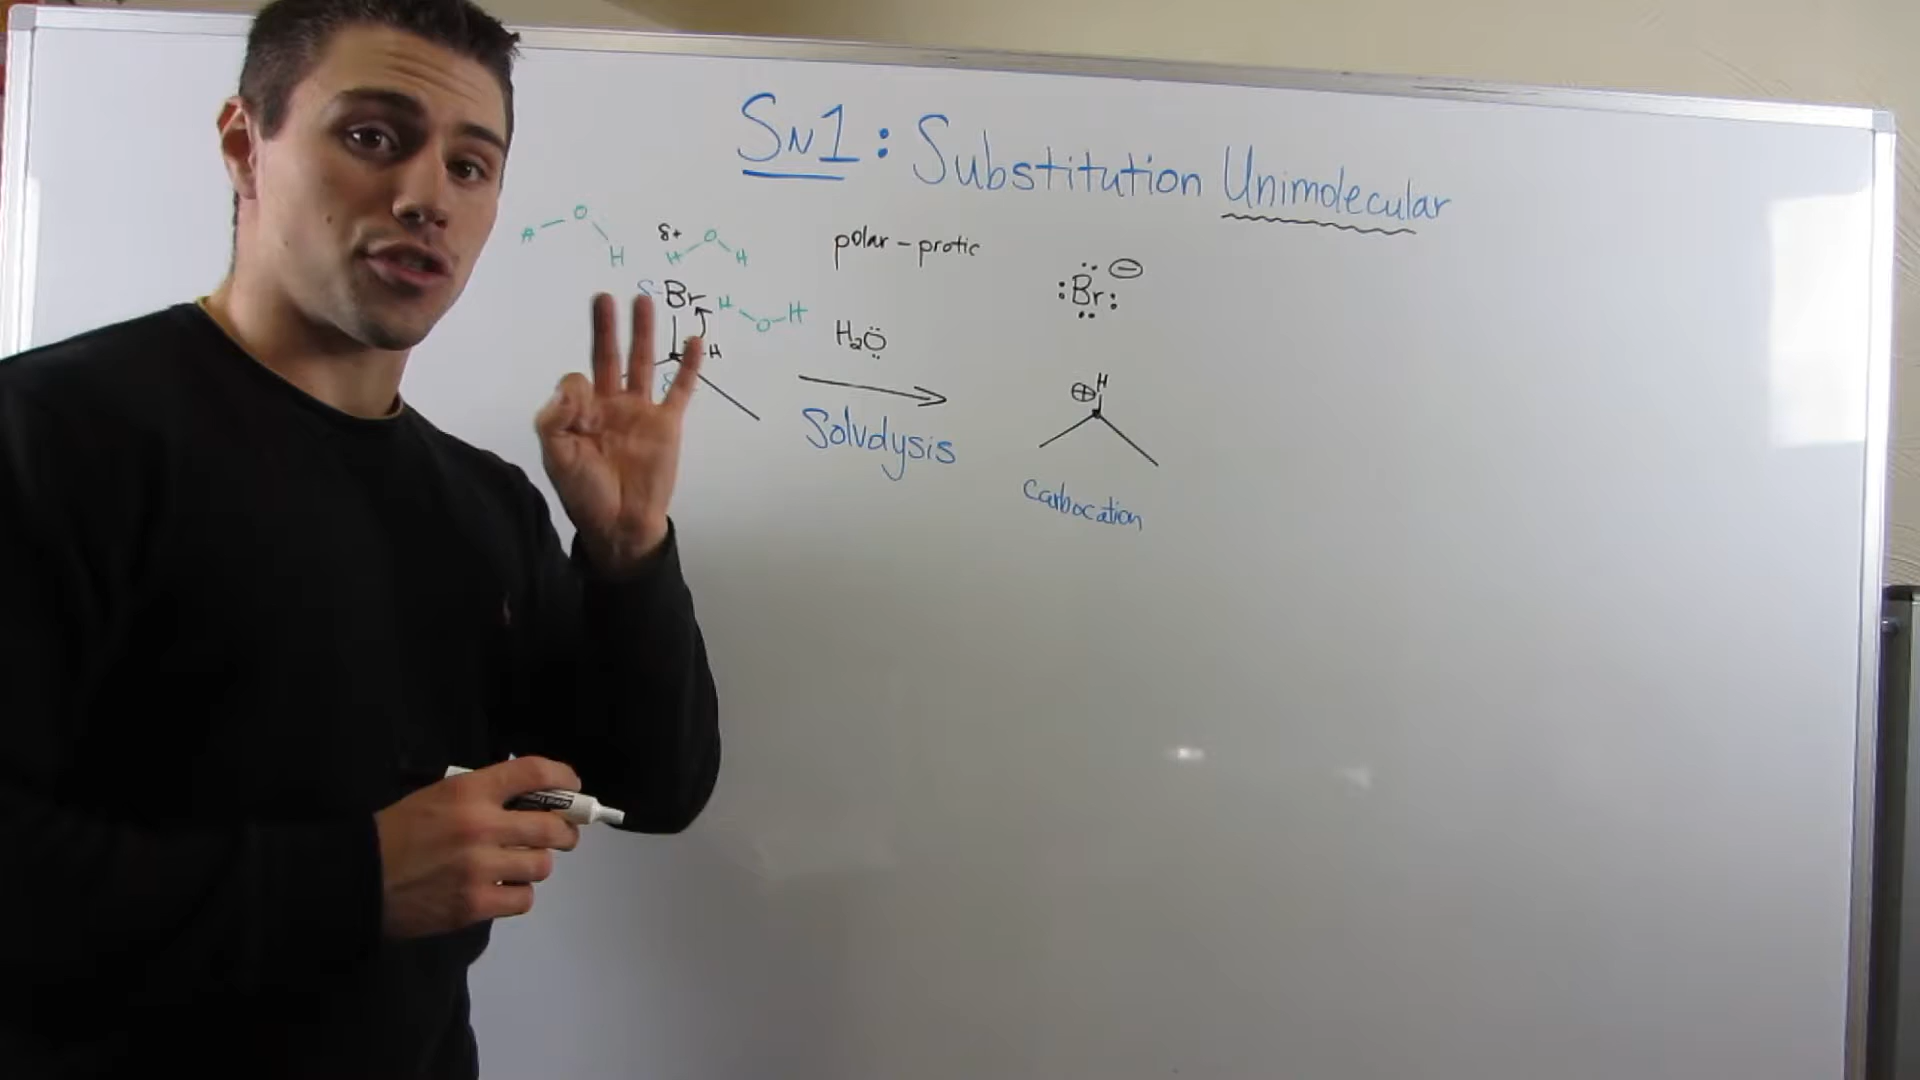 SN1: Substitution Unimolecular
O
H
δ+
H O H
polar-protic
Br
H O H
H
H₂O
Solvolysis
Br ⊖
⊕ H
Carbocation